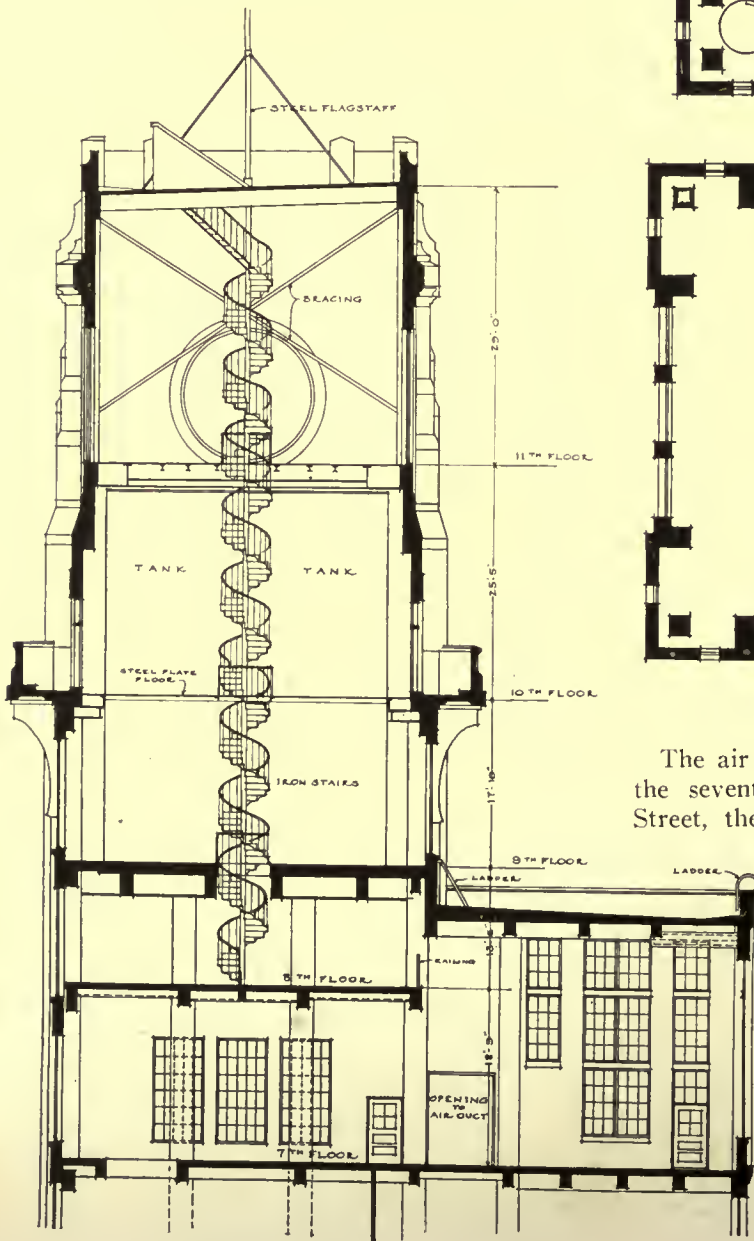 STEEL FLAGSTAFF
BRACING
29'-0"
11TH FLOOR
TANK
TANK
25'-5"
STEEL PLATE
FLOOR
10TH FLOOR
IRON STAIRS
17'-10"
The air
the sevent
Street, the
9TH FLOOR
LADDER
LADDER
RAILING
8TH FLOOR
18'-9"
OPENING
TO
AIR DUCT
7TH FLOOR